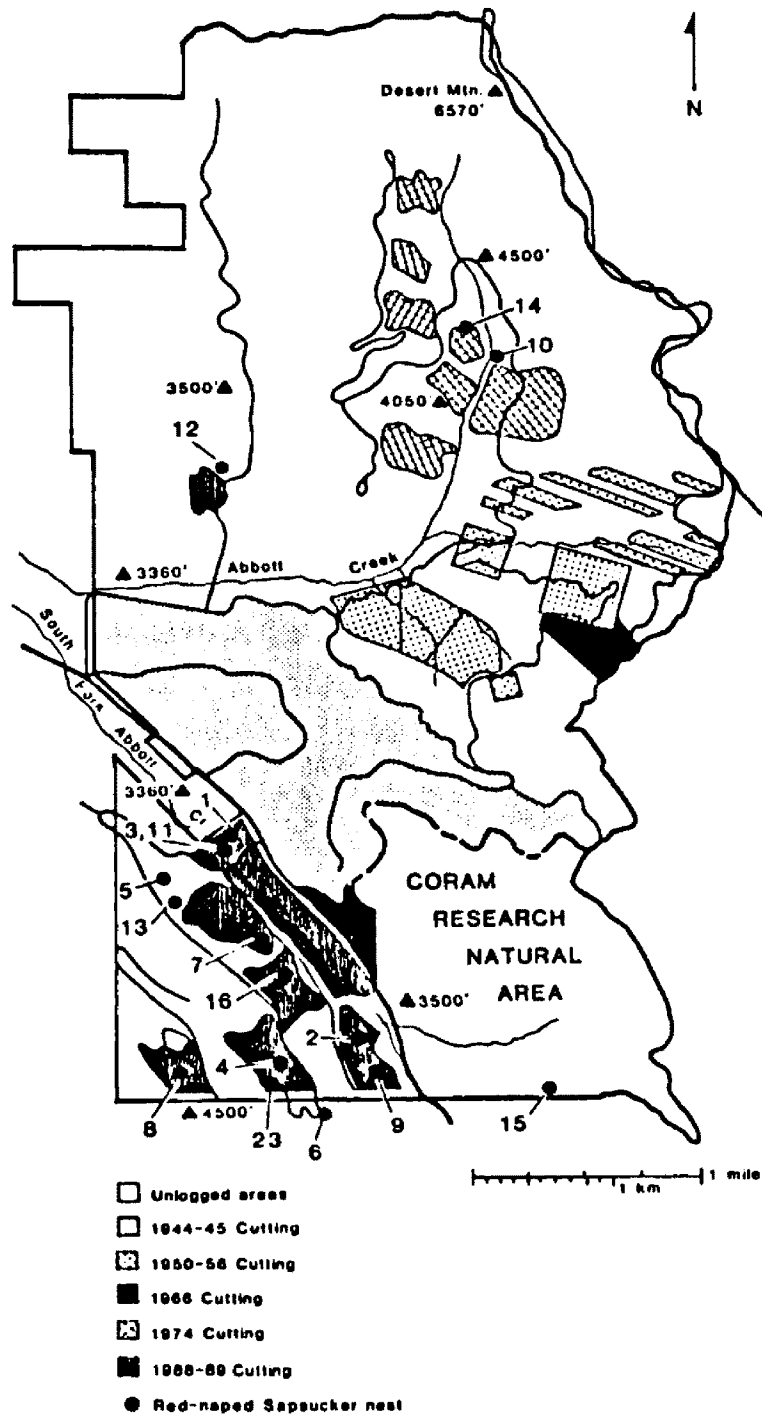 Desert Mtn.
6570'
N
4500'
14
10
3500'
4050'
12
3360'
Abbott Creek
South Fork Abbott Cr.
3360'
1
3,11
5
13
7
16
CORAM
RESEARCH
NATURAL
AREA
3500'
2
4
8
4500'
23
6
9
15
1 mile
1 km
Unlogged areas
1944-45 Cutting
1950-56 Cutting
1966 Cutting
1974 Cutting
1988-89 Cutting
Red-naped Sapsucker nest